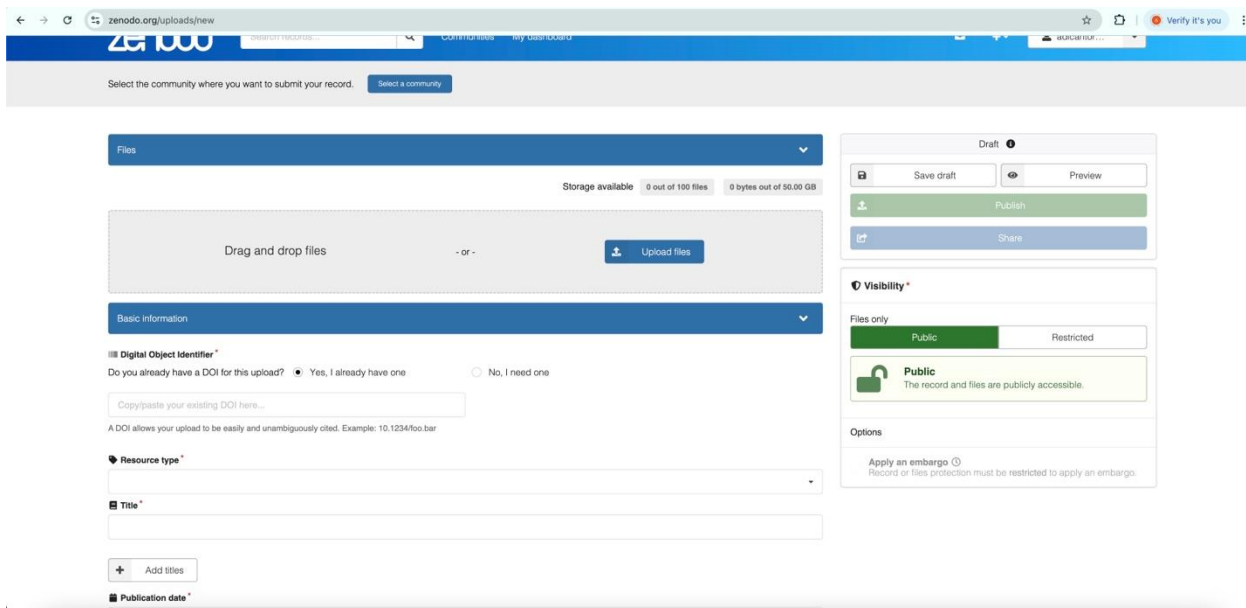 zenodo.org/uploads/new
Verify it's you
zenodo
Search records...
Communities
My dashboard
adicantor...
Select the community where you want to submit your record.
Select a community
Files
Storage available
0 out of 100 files
0 bytes out of 50.00 GB
Drag and drop files
- or -
Upload files
Basic information
Digital Object Identifier*
Do you already have a DOI for this upload?
Yes, I already have one
No, I need one
Copy/paste your existing DOI here...
A DOI allows your upload to be easily and unambiguously cited. Example: 10.1234/foo.bar
Resource type*
Title*
Add titles
Publication date*
Draft
Save draft
Preview
Publish
Share
Visibility*
Files only
Public
Restricted
Public
The record and files are publicly accessible.
Options
Apply an embargo
Record or files protection must be restricted to apply an embargo.